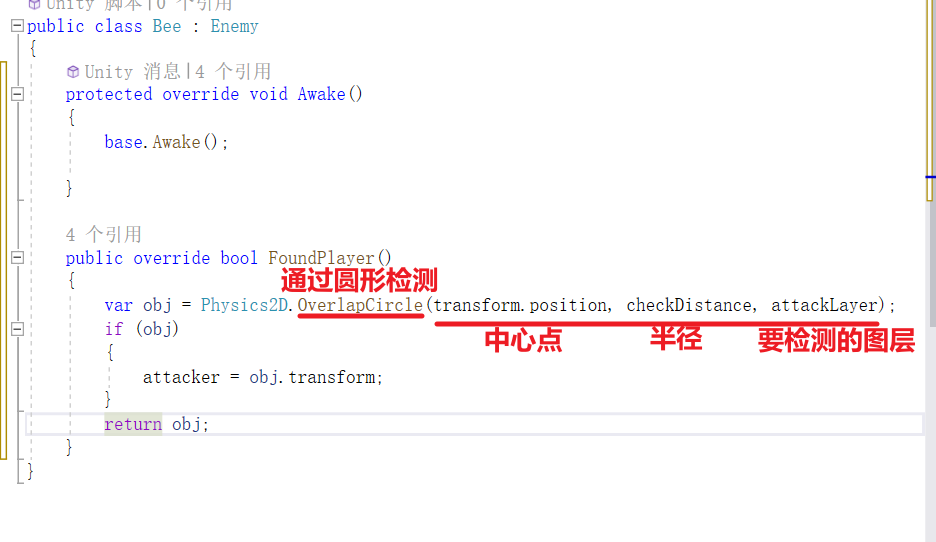 Unity 脚本|0 个引用
public class Bee : Enemy
{
Unity 消息|4 个引用
protected override void Awake()
{
base.Awake();
}
4 个引用
public override bool FoundPlayer()
通过圆形检测
{
var obj = Physics2D.OverlapCircle(transform.position, checkDistance, attackLayer);
if (obj)
中心点 半径 要检测的图层
{
attacker = obj.transform;
}
return obj;
}
}